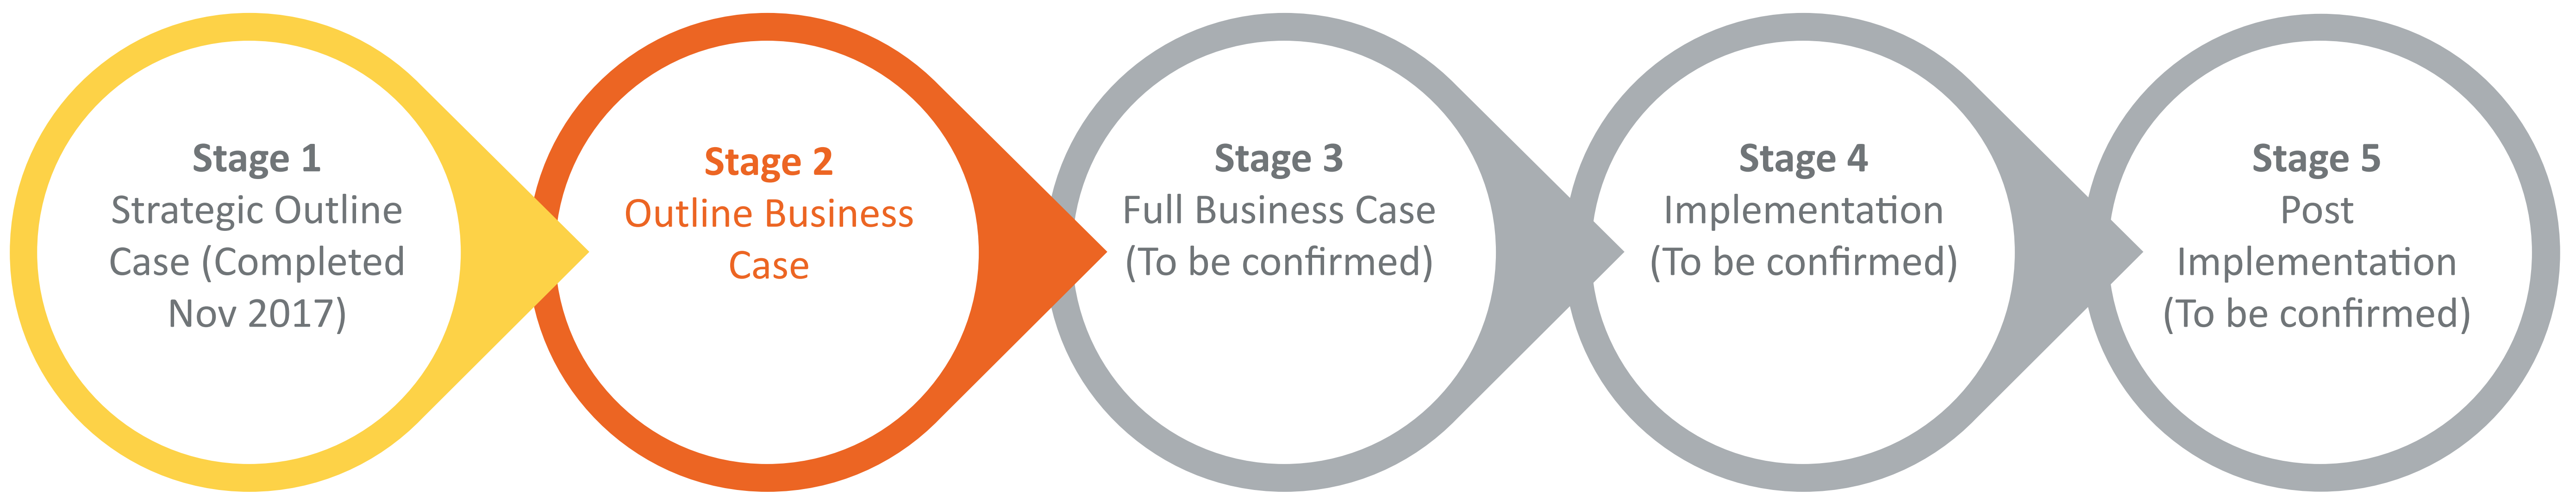 Stage 1
Strategic Outline
Case (Completed
Nov 2017)
Stage 2
Outline Business
Case
Stage 3
Full Business Case
(To be confirmed)
Stage 4
Implementation
(To be confirmed)
Stage 5
Post
Implementation
(To be confirmed)